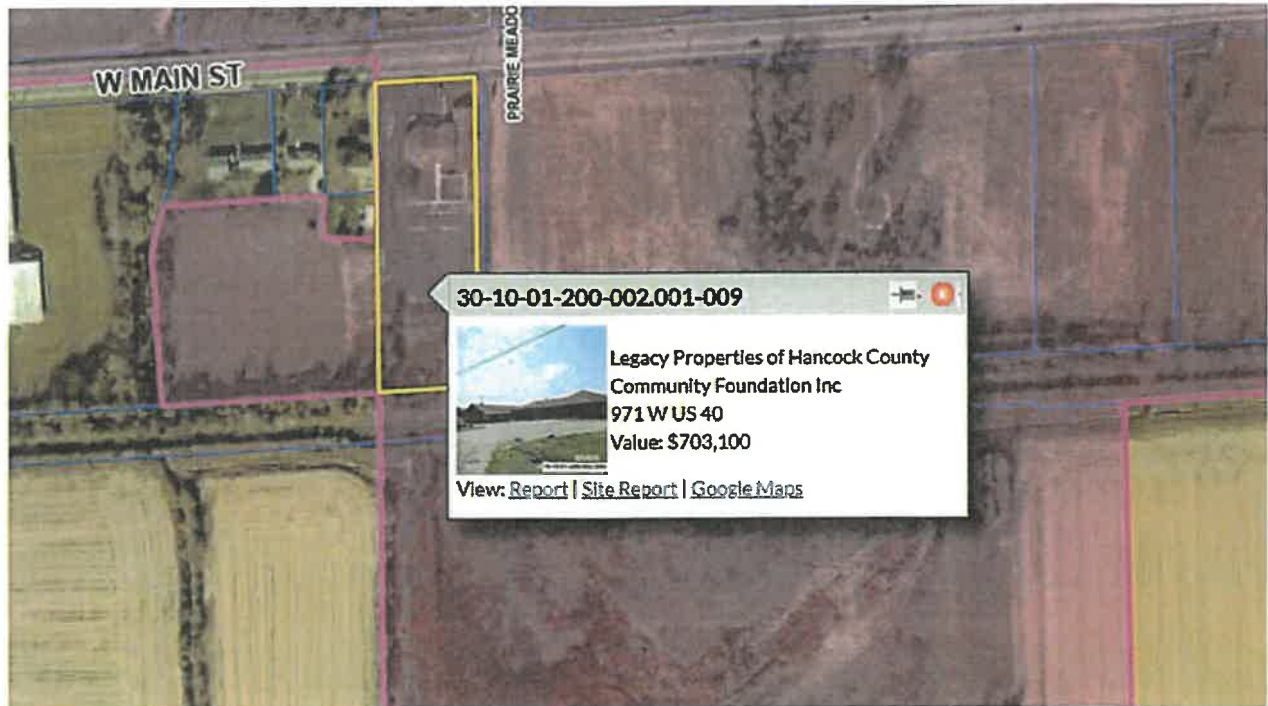 W MAIN ST
PRAIRIE MEADO
30-10-01-200-002.001-009
Legacy Properties of Hancock County
Community Foundation Inc
971 W US 40
Value: $703,100
View: Report | Site Report | Google Maps